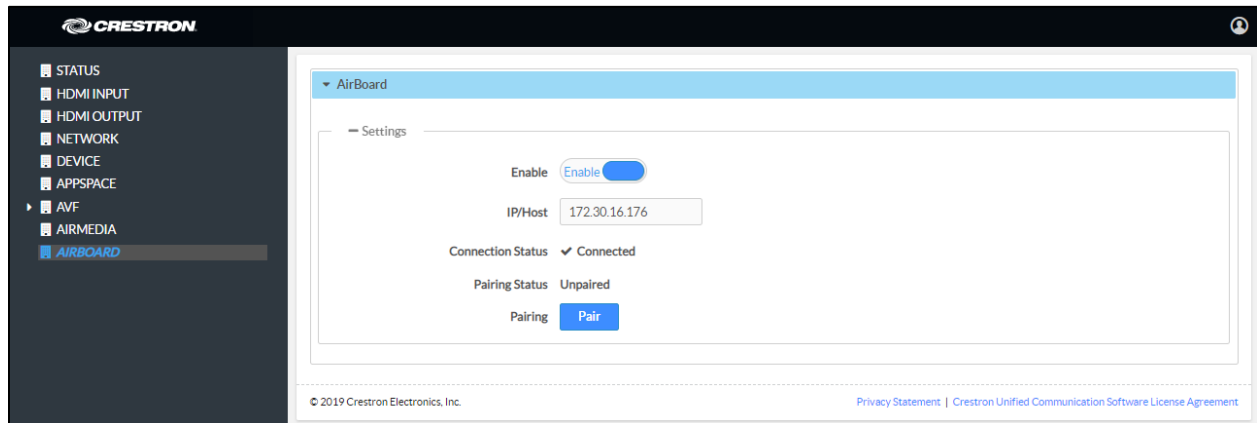 CRESTRON.
STATUS
HDMI INPUT
HDMI OUTPUT
NETWORK
DEVICE
APPSPACE
AVF
AIRMEDIA
AIRBOARD
AirBoard
Settings
Enable Enable
IP/Host 172.30.16.176
Connection Status Connected
Pairing Status Unpaired
Pairing Pair
© 2019 Crestron Electronics, Inc. Privacy Statement | Crestron Unified Communication Software License Agreement